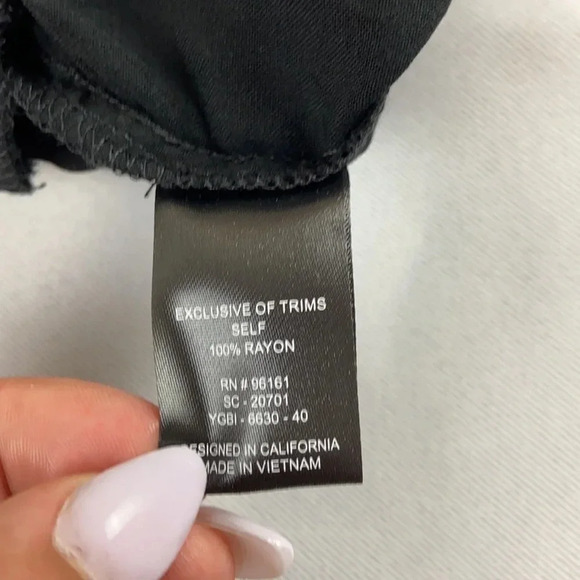 EXCLUSIVE OF TRIMS
SELF
100% RAYON
RN # 96161
SC - 20701
YGBI - 6630 - 40
DESIGNED IN CALIFORNIA
MADE IN VIETNAM